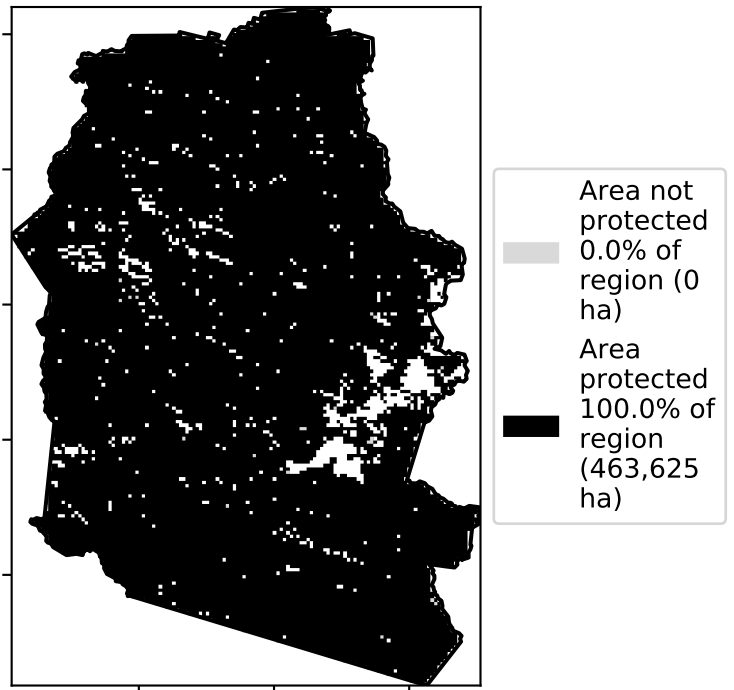 Area not
protected
0.0% of
region (0
ha)
Area
protected
100.0% of
region
(463,625
ha)